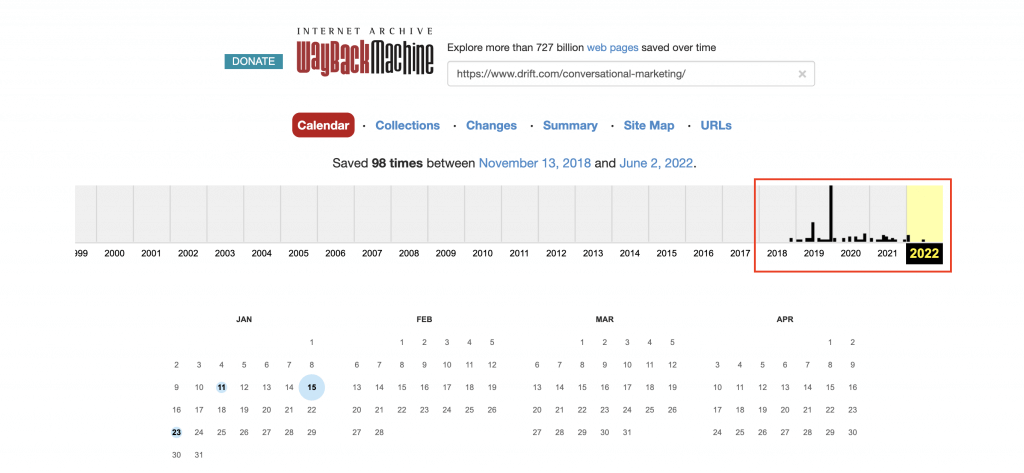 INTERNET ARCHIVE
WayBackMachine
DONATE
Explore more than 727 billion web pages saved over time
https://www.drift.com/conversational-marketing/ ×
Calendar · Collections · Changes · Summary · Site Map · URLs
Saved 98 times between November 13, 2018 and June 2, 2022.
2000 2001 2002 2003 2004 2005 2006 2007 2008 2009 2010 2011 2012 2013 2014 2015 2016 2017 2018 2019 2020 2021 2022
JAN FEB MAR APR
1 1 2 3 4 5 1 2 3 4 5 1 2
2 3 4 5 6 7 8 6 7 8 9 10 11 12 6 7 8 9 10 11 12 3 4 5 6 7 8 9
9 10 11 12 13 14 15 13 14 15 16 17 18 19 13 14 15 16 17 18 19 10 11 12 13 14 15 16
16 17 18 19 20 21 22 20 21 22 23 24 25 26 20 21 22 23 24 25 26 17 18 19 20 21 22 23
23 24 25 26 27 28 29 27 28 27 28 29 30 31 24 25 26 27 28 29 30
30 31